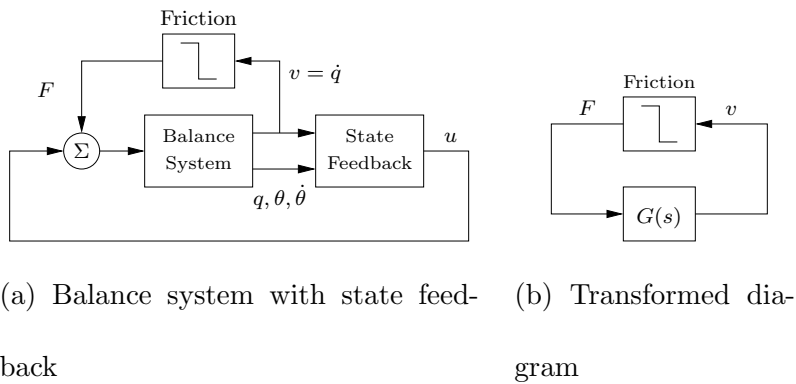 Friction
F
v = q̇
Σ
Balance
System
State
Feedback
u
q, θ, θ̇
Friction
F
v
G(s)
(a) Balance system with state feed-
back
(b) Transformed dia-
gram